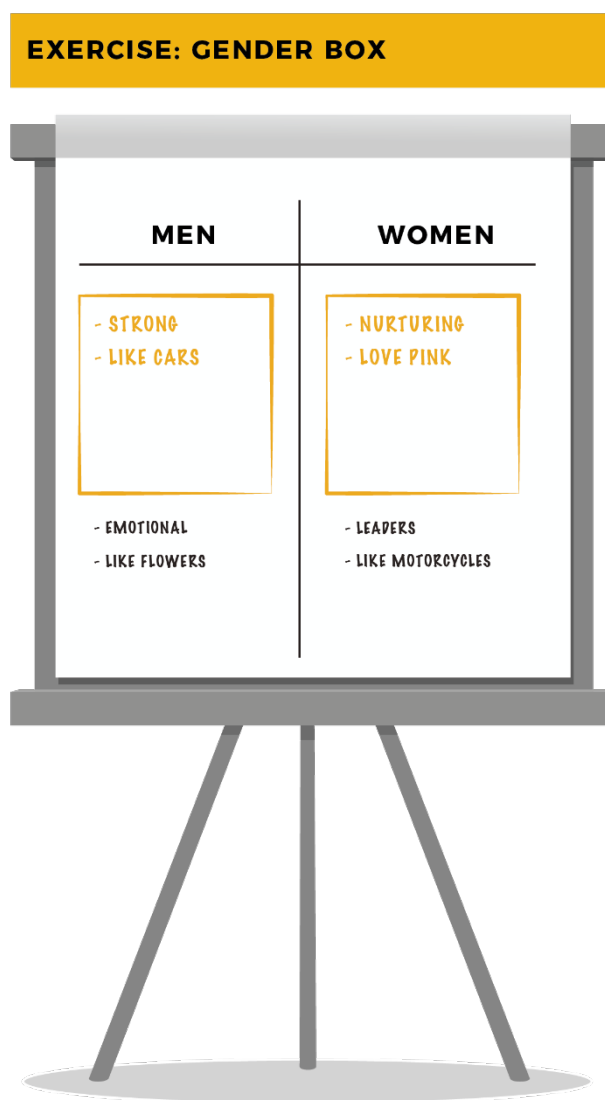 EXERCISE: GENDER BOX
MEN
WOMEN
- STRONG
- LIKE CARS
- NURTURING
- LOVE PINK
- EMOTIONAL
- LIKE FLOWERS
- LEADERS
- LIKE MOTORCYCLES